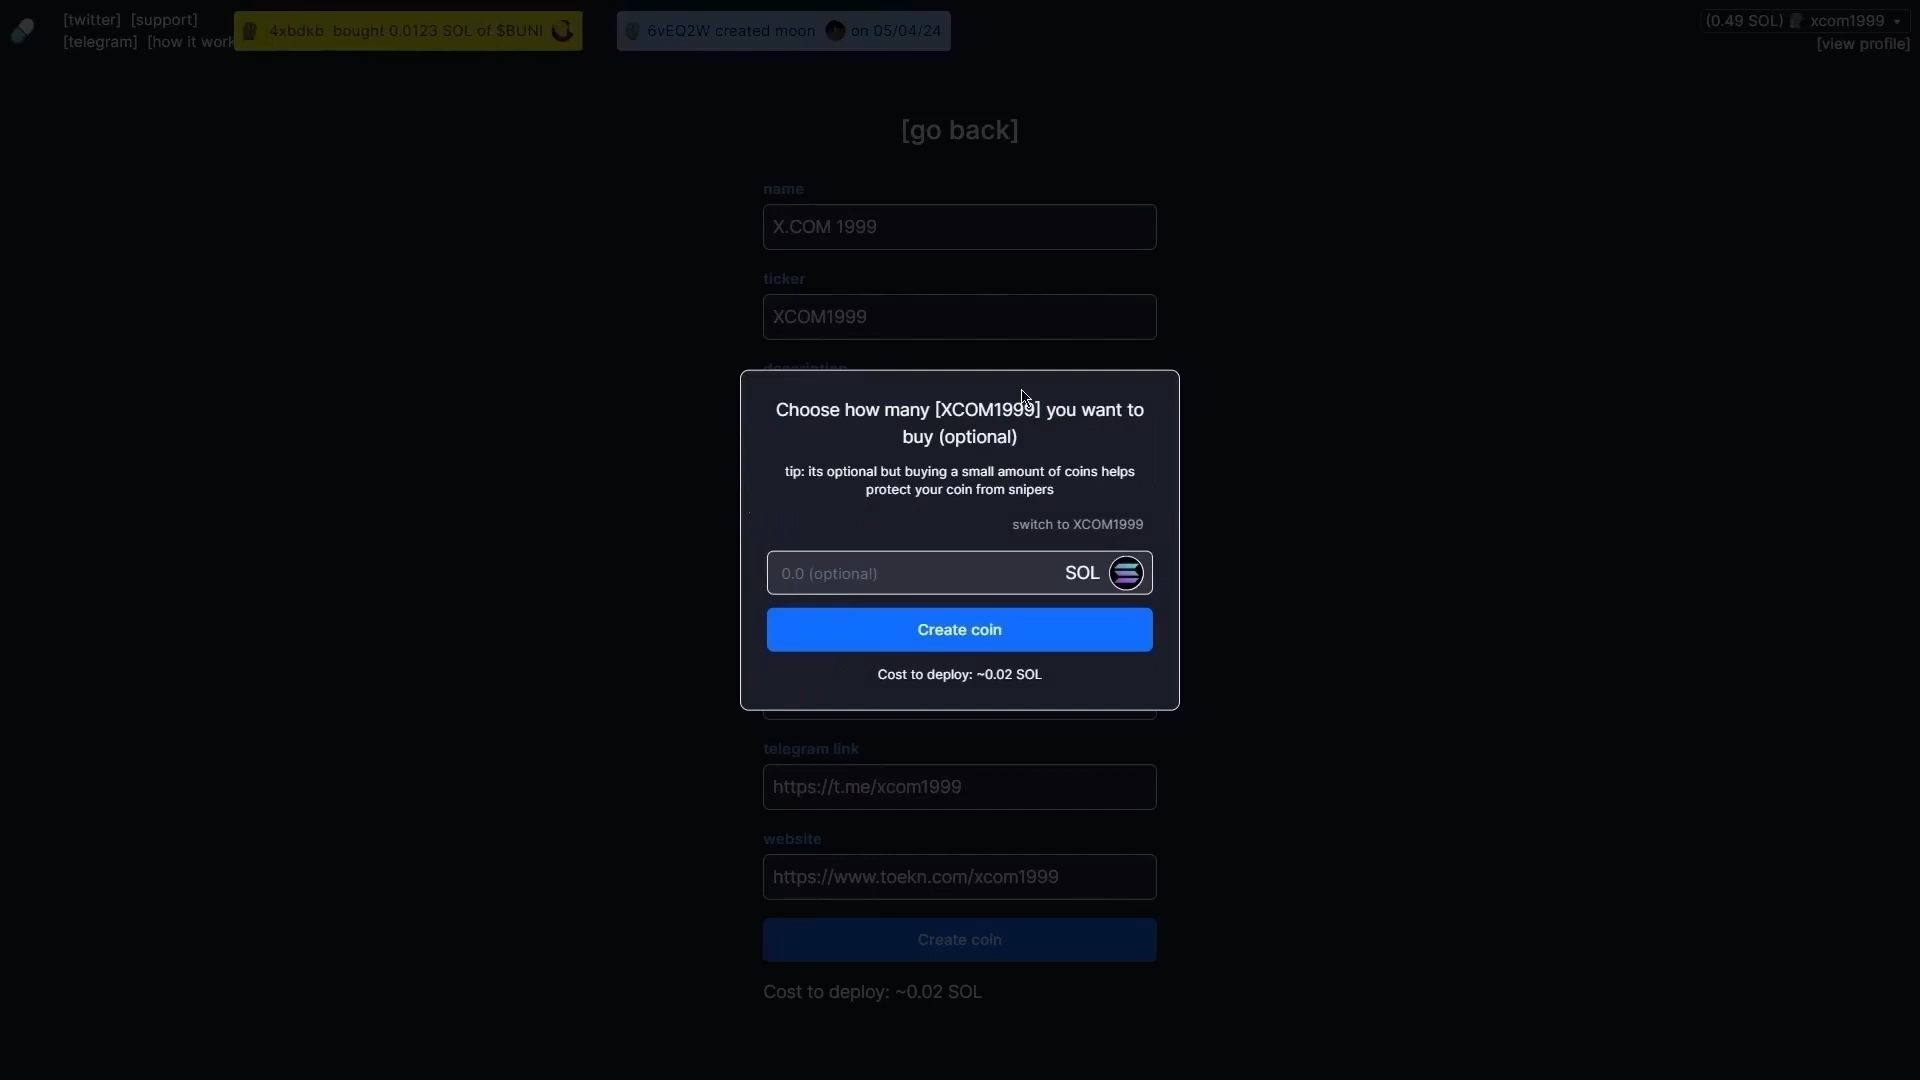 [twitter] [support]
[telegram] [how it work
4xbdkb bought 0.0123 SOL of $BUNI
6vEQ2W created moon on 05/04/24
(0.49 SOL) xcom1999
[view profile]
[go back]
name
X.COM 1999
ticker
XCOM1999
description
Choose how many [XCOM1999] you want to
buy (optional)
tip: its optional but buying a small amount of coins helps
protect your coin from snipers
switch to XCOM1999
0.0 (optional) SOL
Create coin
Cost to deploy: ~0.02 SOL
telegram link
https://t.me/xcom1999
website
https://www.toekn.com/xcom1999
Create coin
Cost to deploy: ~0.02 SOL